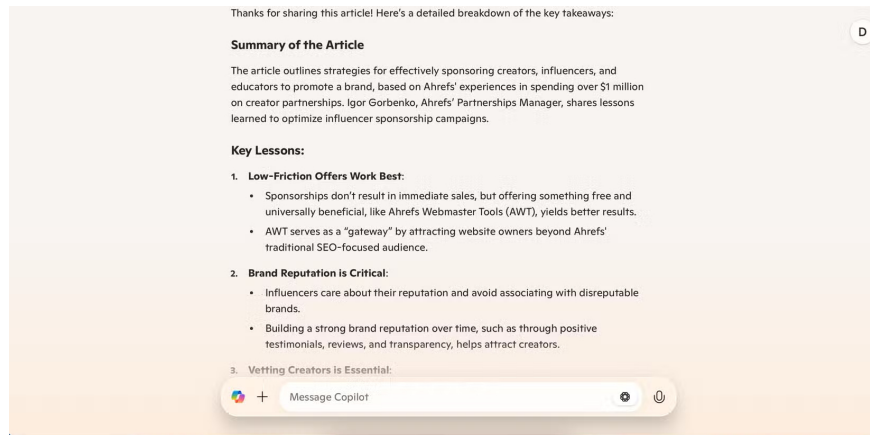 Thanks for sharing this article! Here's a detailed breakdown of the key takeaways:
D
Summary of the Article
The article outlines strategies for effectively sponsoring creators, influencers, and
educators to promote a brand, based on Ahrefs' experiences in spending over $1 million
on creator partnerships. Igor Gorbenko, Ahrefs' Partnerships Manager, shares lessons
learned to optimize influencer sponsorship campaigns.
Key Lessons:
1. Low-Friction Offers Work Best:
• Sponsorships don't result in immediate sales, but offering something free and
universally beneficial, like Ahrefs Webmaster Tools (AWT), yields better results.
• AWT serves as a "gateway" by attracting website owners beyond Ahrefs'
traditional SEO-focused audience.
2. Brand Reputation is Critical:
• Influencers care about their reputation and avoid associating with disreputable
brands.
• Building a strong brand reputation over time, such as through positive
testimonials, reviews, and transparency, helps attract creators.
3. Vetting Creators is Essential:
Message Copilot